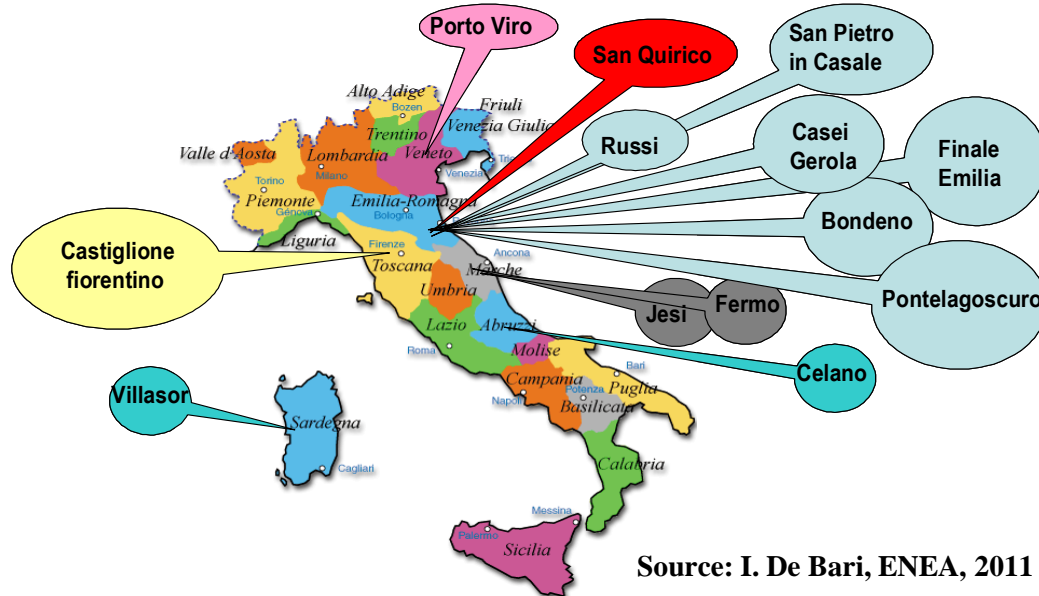 Porto Viro
San Quirico
San Pietro
in Casale
Russi
Casei
Gerola
Finale
Emilia
Bondeno
Pontelagoscuro
Castiglione
fiorentino
Jesi
Fermo
Celano
Villasor
Alto Adige
Bozen
Trentino
Friuli
Venezia Giulia
Valle d'Aosta
Lombardia
Milano
Veneto
Venezia
Torino
Piemonte
Génova
Emilia-Romagna
Bologna
Liguria
Firenze
Toscana
Ancona
Marche
Umbria
Lazio
Roma
Abruzzi
Molise
Campania
Napoli
Bari
Puglia
Potenza
Basilicata
Sardegna
Cagliari
Calabria
Messina
Palermo
Sicilia
Source: I. De Bari, ENEA, 2011